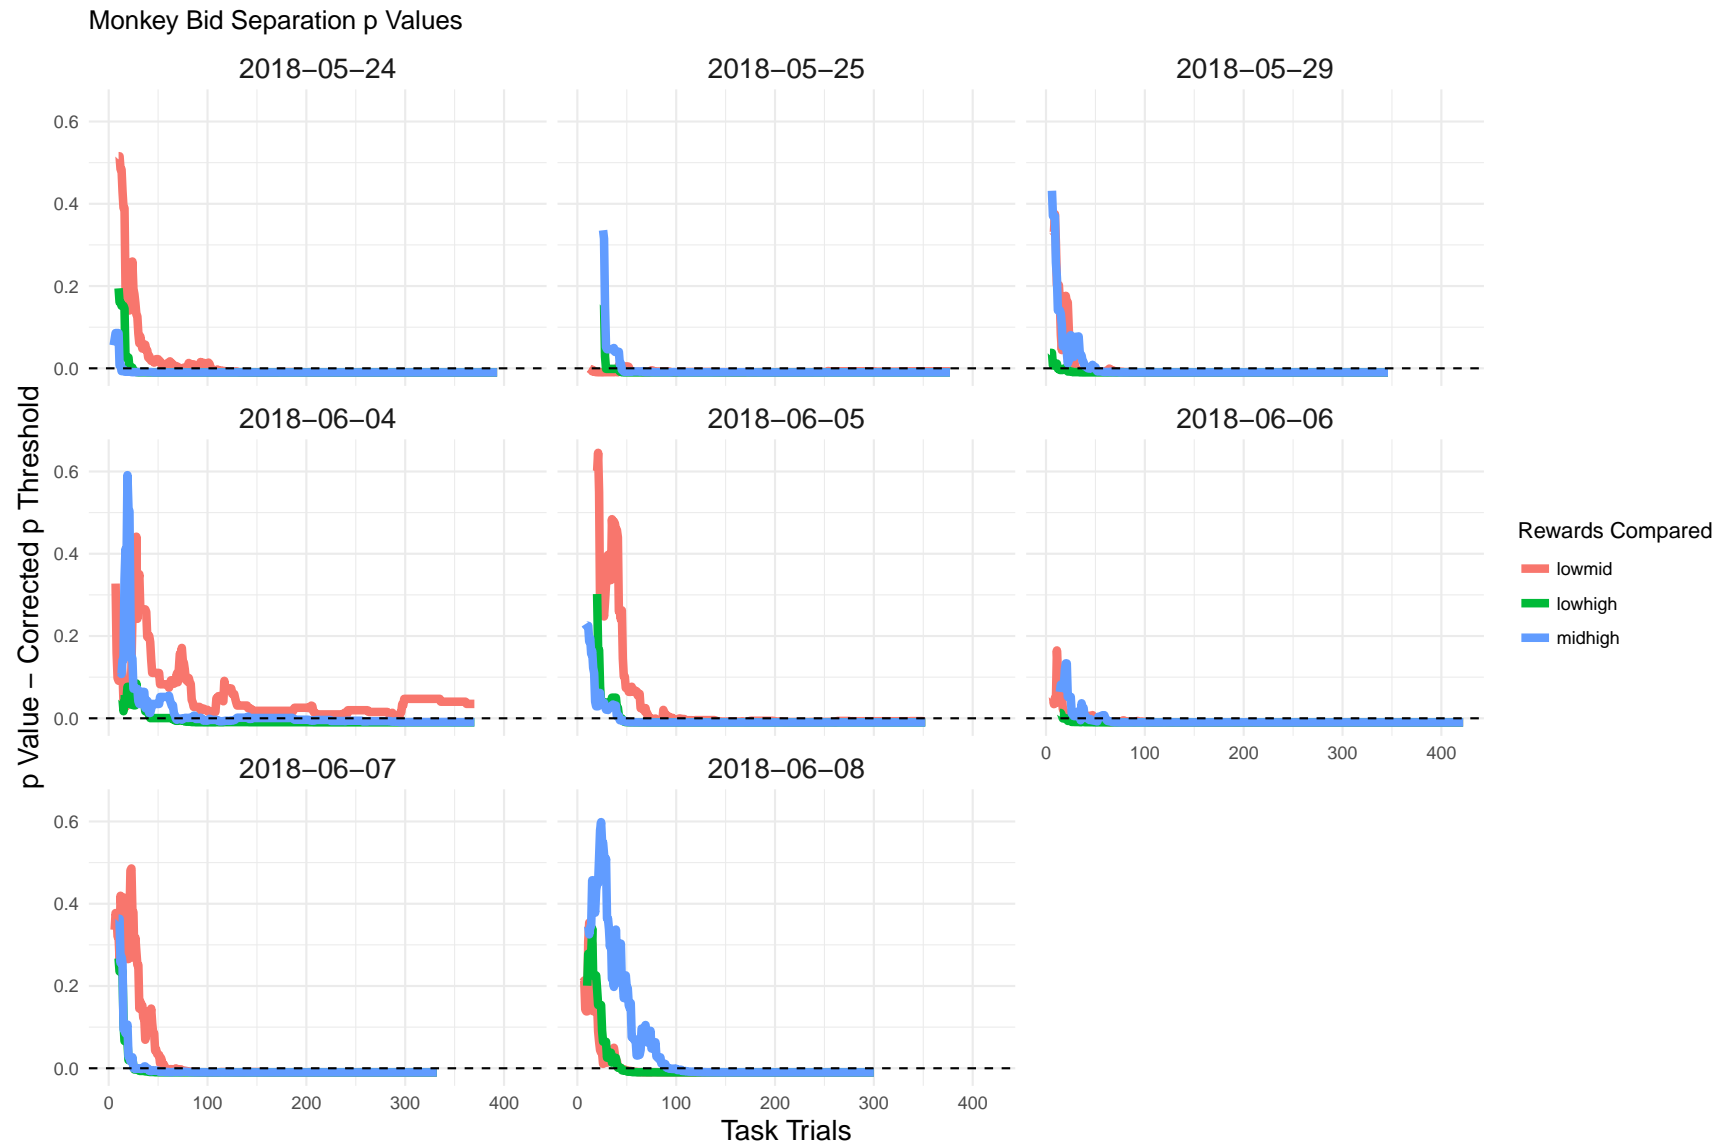 Monkey Bid Separation p Values
2018−05−24
2018−05−25
2018−05−29
0.6
0.4
0.2
0.0
2018−06−04
2018−06−05
2018−06−06
0.6
0.4
0.2
0.0
0 100 200 300 400
2018−06−07
2018−06−08
0.6
0.4
0.2
0.0
0 100 200 300 400
0 100 200 300 400
p Value − Corrected p Threshold
Task Trials
Rewards Compared
lowmid
lowhigh
midhigh